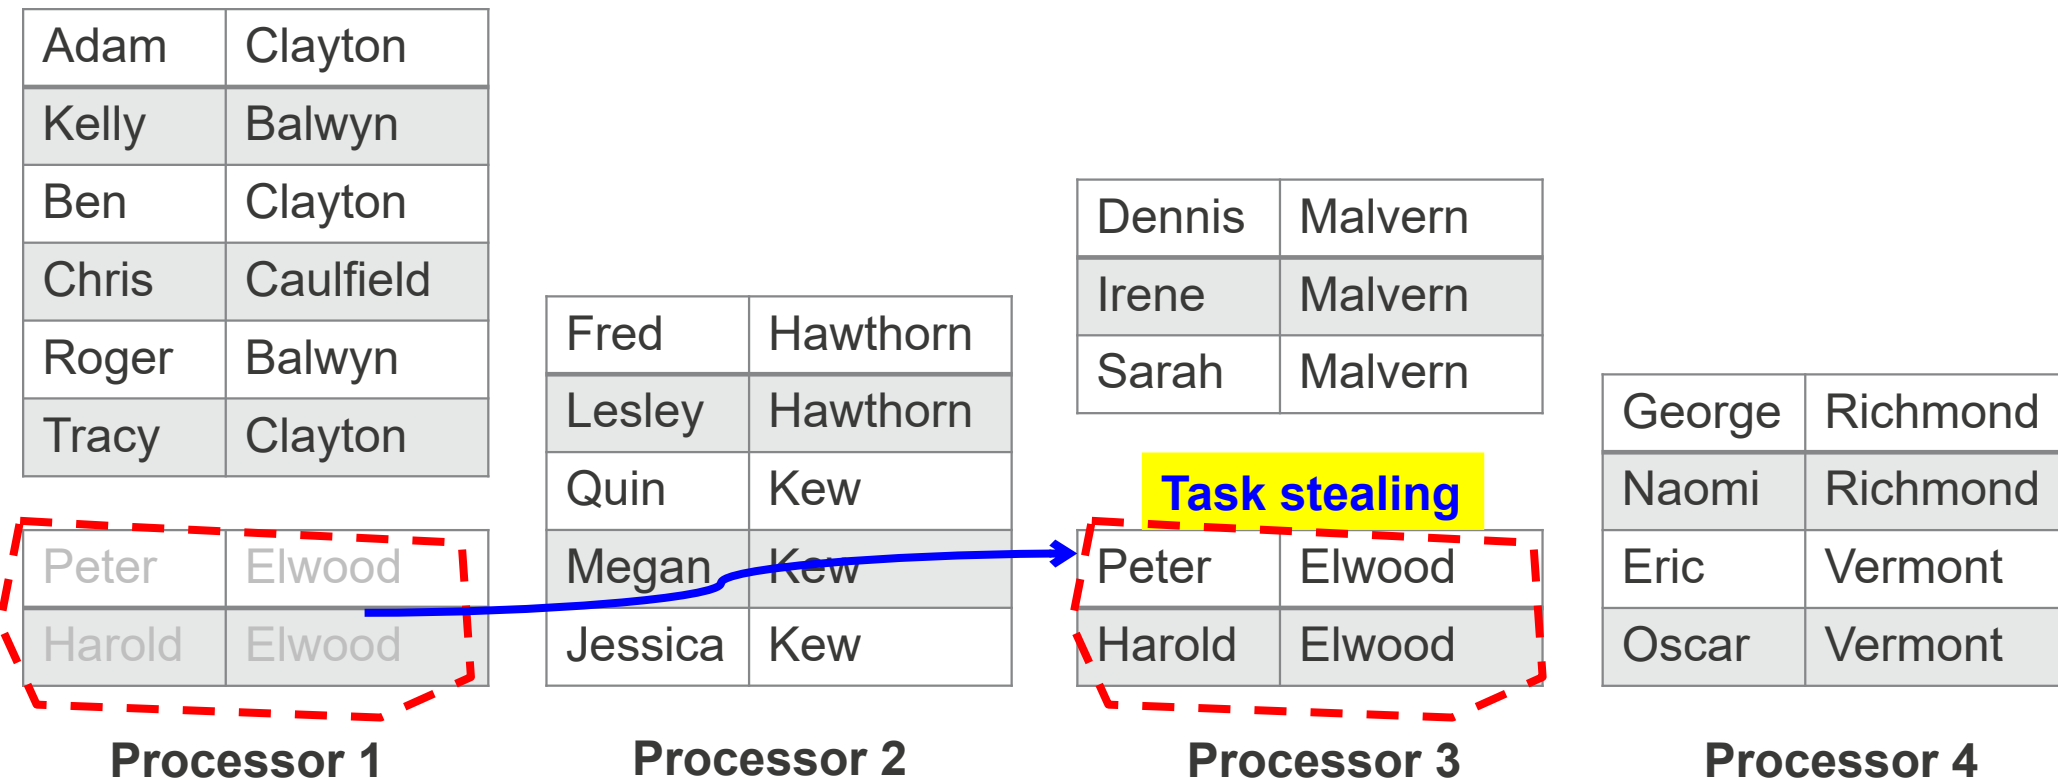 Adam Clayton
Kelly Balwyn
Ben Clayton
Chris Caulfield
Roger Balwyn
Tracy Clayton
Peter Elwood
Harold Elwood
Processor 1
Fred Hawthorn
Lesley Hawthorn
Quin Kew
Megan Kew
Jessica Kew
Processor 2
Dennis Malvern
Irene Malvern
Sarah Malvern
Task stealing
Peter Elwood
Harold Elwood
Processor 3
George Richmond
Naomi Richmond
Eric Vermont
Oscar Vermont
Processor 4